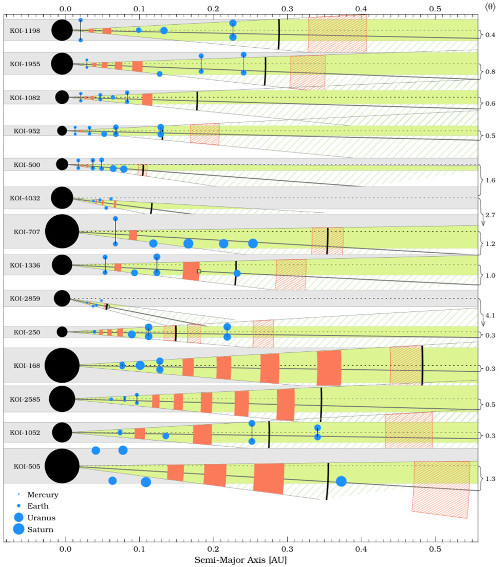 0.0 0.1 0.2 0.3 0.4 0.5 ⟨θ⟩
KOI-1198 0.4
KOI-1955 0.8
KOI-1082 0.6
KOI-952 0.5
KOI-500 1.6
KOI-4032 2.7
KOI-707 1.2
KOI-1336 1.0
KOI-2859 4.1
KOI-250 0.3
KOI-168 0.3
KOI-2585 0.5
KOI-1052 0.3
KOI-505 1.3
Mercury
Earth
Uranus
Saturn
0.0 0.1 0.2 0.3 0.4 0.5
Semi-Major Axis [AU]